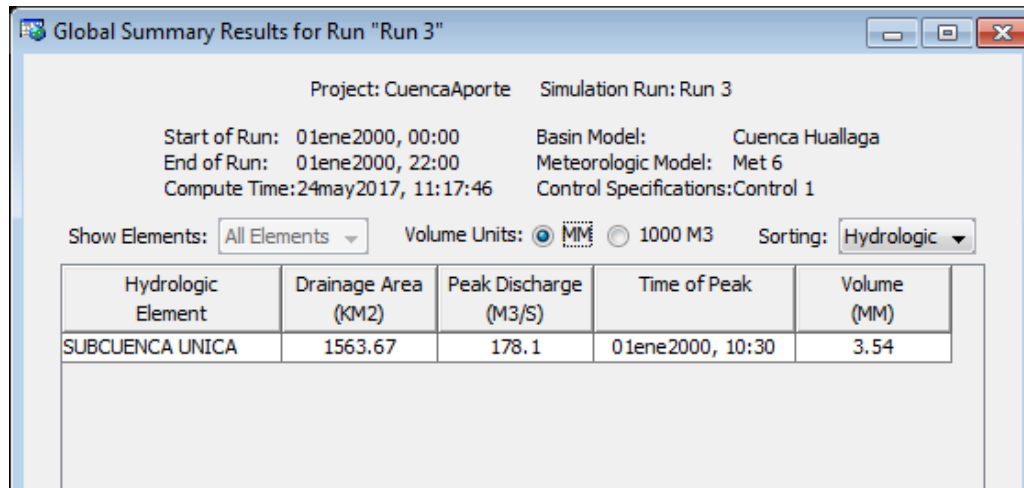 Global Summary Results for Run "Run 3"
Project: CuencaAporte Simulation Run: Run 3
Start of Run: 01ene2000, 00:00 Basin Model: Cuenca Huallaga
End of Run: 01ene2000, 22:00 Meteorologic Model: Met 6
Compute Time:24may2017, 11:17:46 Control Specifications:Control 1
Show Elements: All Elements Volume Units: MM 1000 M3 Sorting: Hydrologic
Hydrologic Drainage Area Peak Discharge Time of Peak Volume
Element (KM2) (M3/S) (MM)
SUBCUENCA UNICA 1563.67 178.1 01ene2000, 10:30 3.54